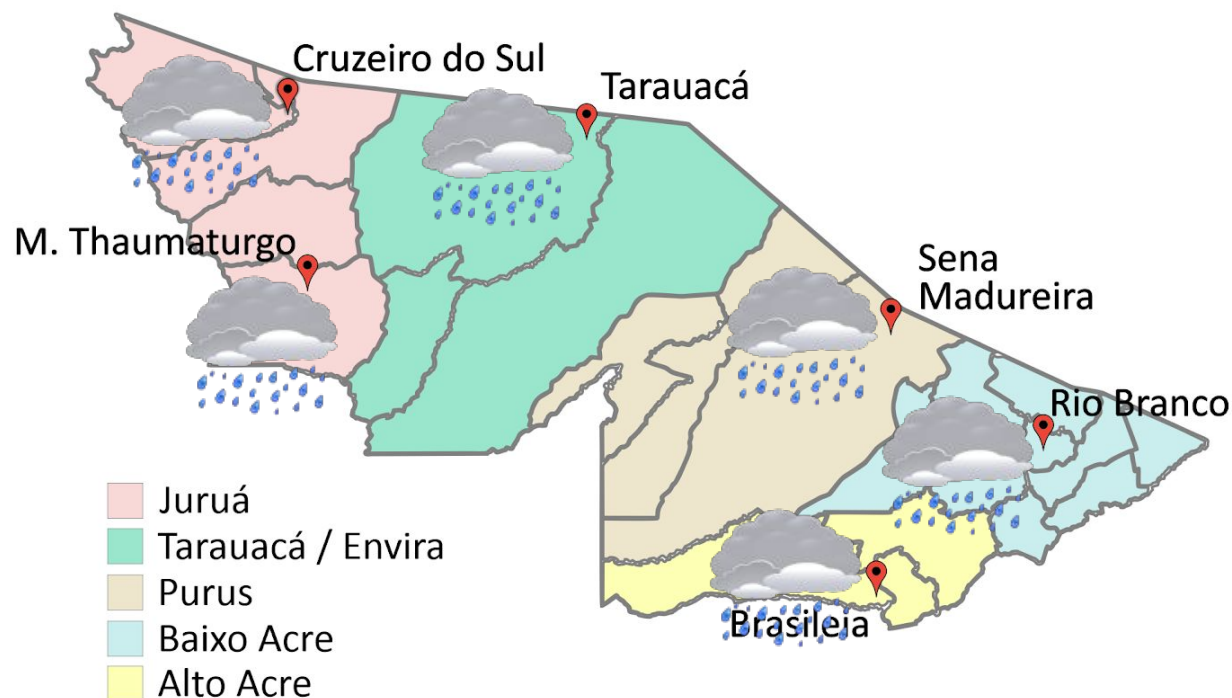 Cruzeiro do Sul
Tarauacá
M. Thaumaturgo
Sena
Madureira
Rio Branco
Brasileia
Juruá
Tarauacá / Envira
Purus
Baixo Acre
Alto Acre